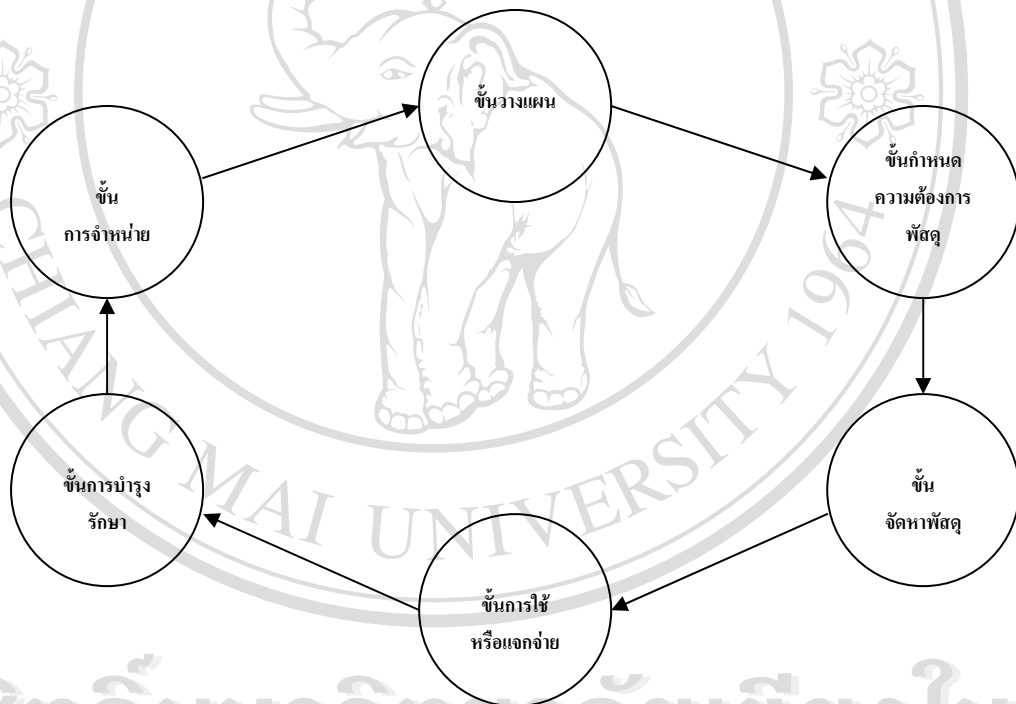 ขั้นวางแผน
ขั้นกำหนด
ความต้องการ
พัสดุ
ขั้น
จัดหาพัสดุ
ขั้นการใช้
หรือแจกจ่าย
ขั้นการบำรุง
รักษา
ขั้น
การจำหน่าย
CHIANG MAI UNIVERSITY 1964